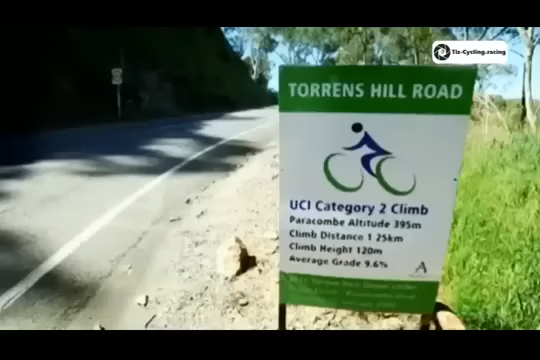 Tiz-Cycling.racing
TORRENS HILL ROAD
UCI Category 2 Climb
Paracombe Altitude 395m
Climb Distance 1 25km
Climb Height 120m
Average Grade 9.6%